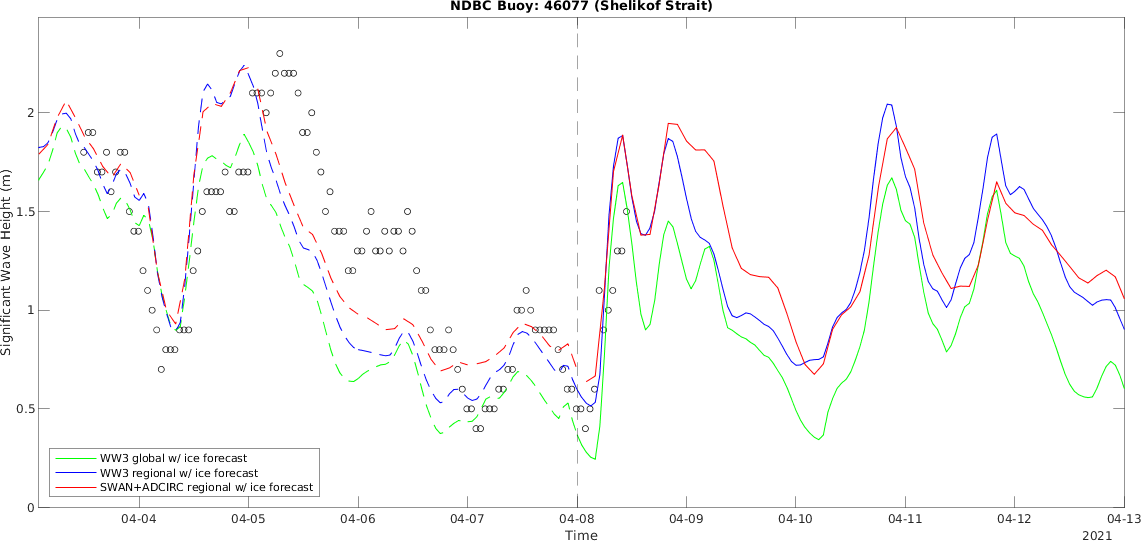 NDBC Buoy: 46077 (Shelikof Strait)
Significant Wave Height (m)
2
1.5
1
0.5
0
WW3 global w/ ice forecast
WW3 regional w/ ice forecast
SWAN+ADCIRC regional w/ ice forecast
04-04 04-05 04-06 04-07 04-08 04-09 04-10 04-11 04-12 04-13
Time
2021